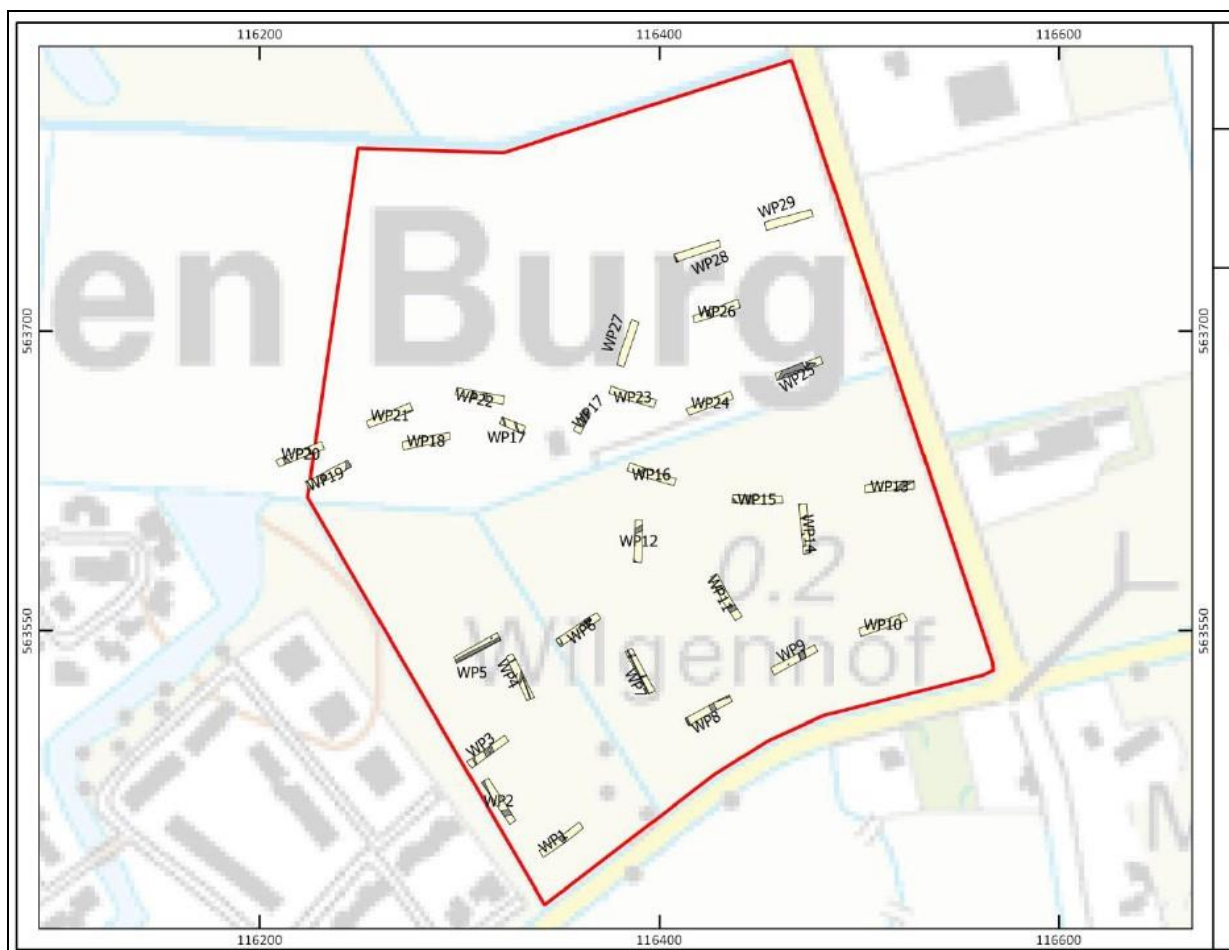 116200 116400 116600
WP29
WP28
en Burg
WP26
563700
WP27
563700
WP25
WP22
WP23
WP24
WP21
WP17
WP17
WP18
WP20
WP19
WP16
WP13
WP15
WP14
WP12
0.2
WP11
563550
WP6
WP10
563550
Wilgenhof
WP9
WP5
WP4
WP7
WP8
WP3
WP2
M
WP1
116200 116400 116600